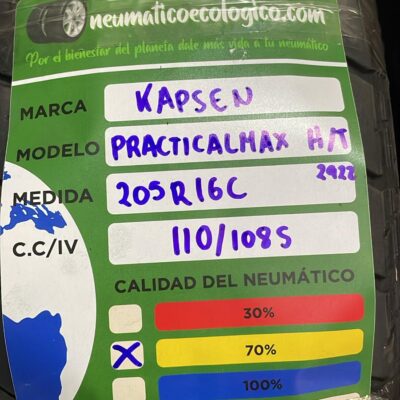 neumaticoecologico.com
Por el bienestar del planeta dale más vida a tu neumático
MARCA KAPSEN
MODELO PRACTICALMAX H/T
2922
MEDIDA 205R16C
C.C/IV 110/108S
CALIDAD DEL NEUMÁTICO
30%
X 70%
100%